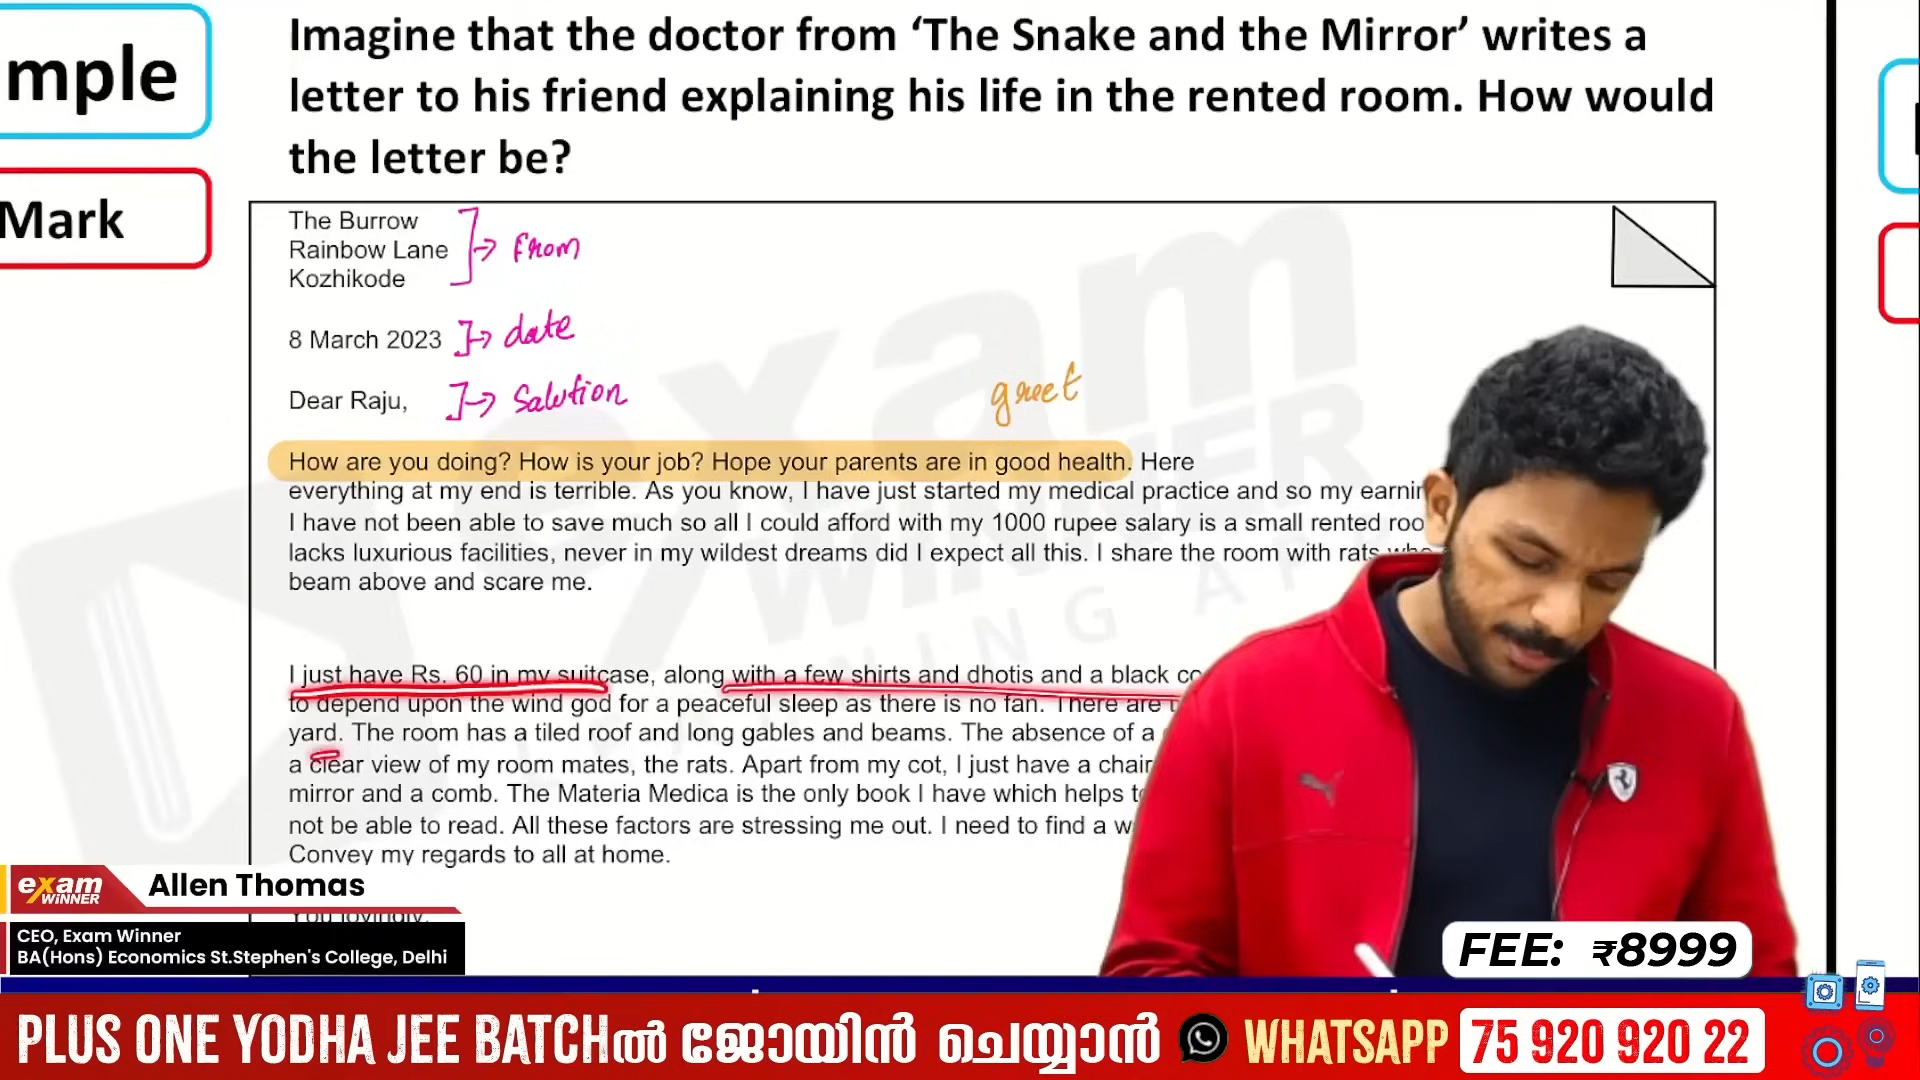 mple
Mark
Imagine that the doctor from ‘The Snake and the Mirror’ writes a
letter to his friend explaining his life in the rented room. How would
the letter be?
The Burrow
Rainbow Lane
Kozhikode
From
8 March 2023
date
Dear Raju,
Salution
greet
How are you doing? How is your job? Hope your parents are in good health. Here
everything at my end is terrible. As you know, I have just started my medical practice and so my earnin
I have not been able to save much so all I could afford with my 1000 rupee salary is a small rented roo
lacks luxurious facilities, never in my wildest dreams did I expect all this. I share the room with rats
beam above and scare me.
I just have Rs. 60 in my suitcase, along with a few shirts and dhotis and a black co
to depend upon the wind god for a peaceful sleep as there is no fan. There are
yard. The room has a tiled roof and long gables and beams. The absence of a
a clear view of my room mates, the rats. Apart from my cot, I just have a chair
mirror and a comb. The Materia Medica is the only book I have which helps
not be able to read. All these factors are stressing me out. I need to find a
Convey my regards to all at home.
exam WINNER
Allen Thomas
CEO, Exam Winner
BA(Hons) Economics St.Stephen's College, Delhi
FEE: ₹8999
PLUS ONE YODHA JEE BATCHൽ ജോയിൻ ചെയ്യാൻ WHATSAPP 75 920 920 22